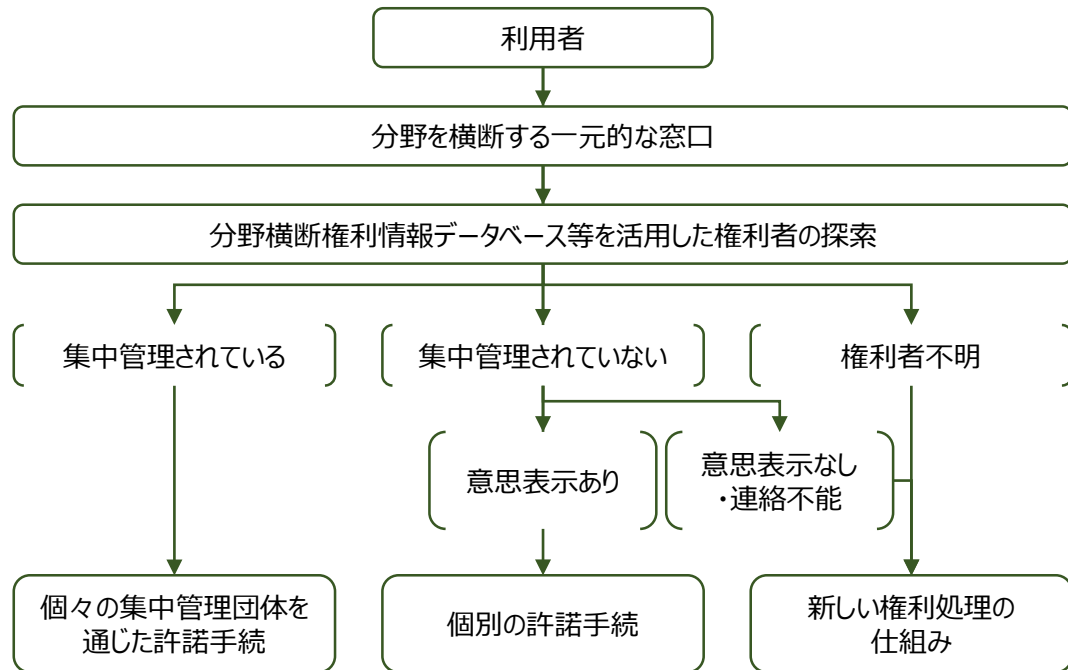 利用者
分野を横断する一元的な窓口
分野横断権利情報データベース等を活用した権利者の探索
集中管理されている
集中管理されていない
権利者不明
意思表示あり
意思表示なし
・連絡不能
個々の集中管理団体を
通じた許諾手続
個別の許諾手続
新しい権利処理の
仕組み